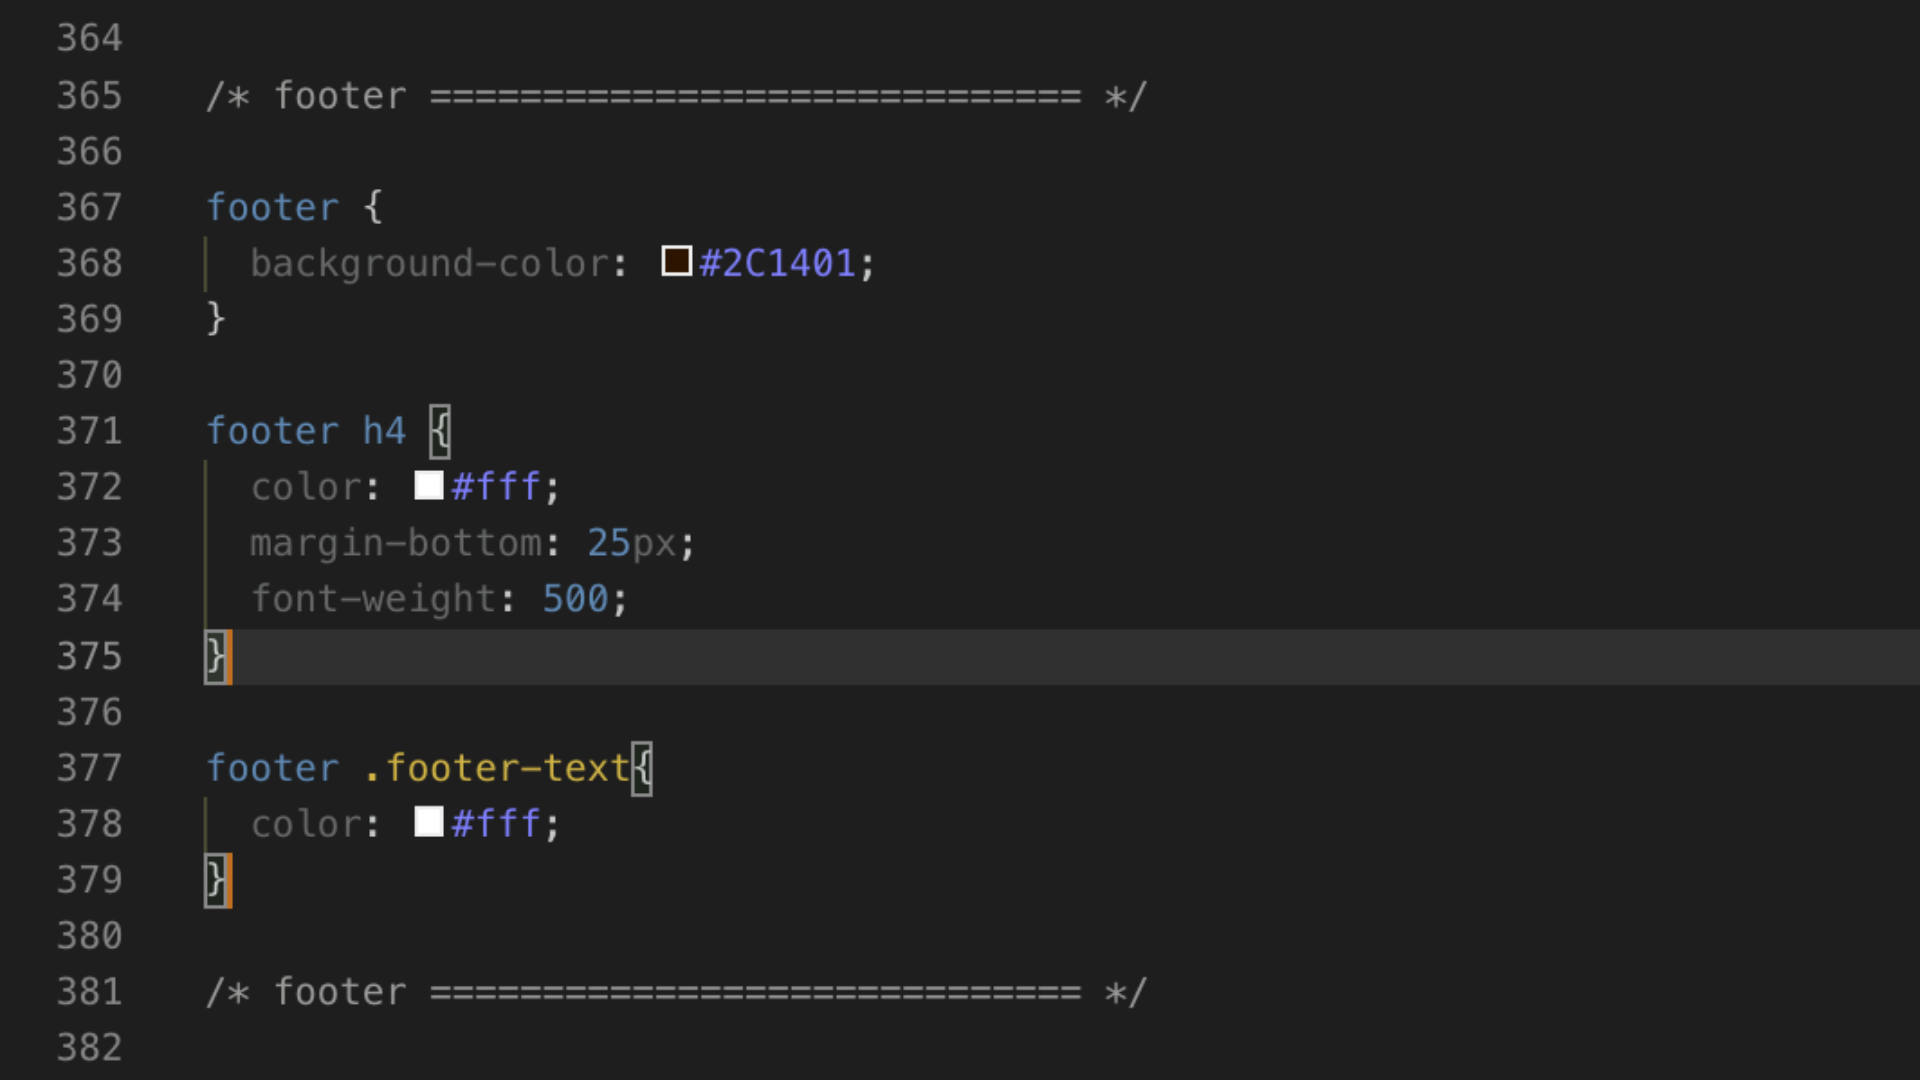 364
365 /* footer ============================= */
366
367 footer {
368 background-color: #2C1401;
369 }
370
371 footer h4 {
372 color: #fff;
373 margin-bottom: 25px;
374 font-weight: 500;
375 }
376
377 footer .footer-text{
378 color: #fff;
379 }
380
381 /* footer ============================= */
382